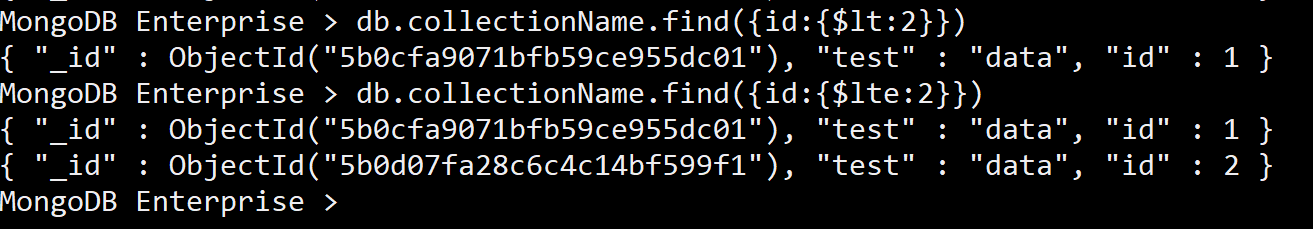 MongoDB Enterprise > db.collectionName.find({id:{$lt:2}})
{ "_id" : ObjectId("5b0cfa9071bfb59ce955dc01"), "test" : "data", "id" : 1 }
MongoDB Enterprise > db.collectionName.find({id:{$lte:2}})
{ "_id" : ObjectId("5b0cfa9071bfb59ce955dc01"), "test" : "data", "id" : 1 }
{ "_id" : ObjectId("5b0d07fa28c6c4c14bf599f1"), "test" : "data", "id" : 2 }
MongoDB Enterprise >